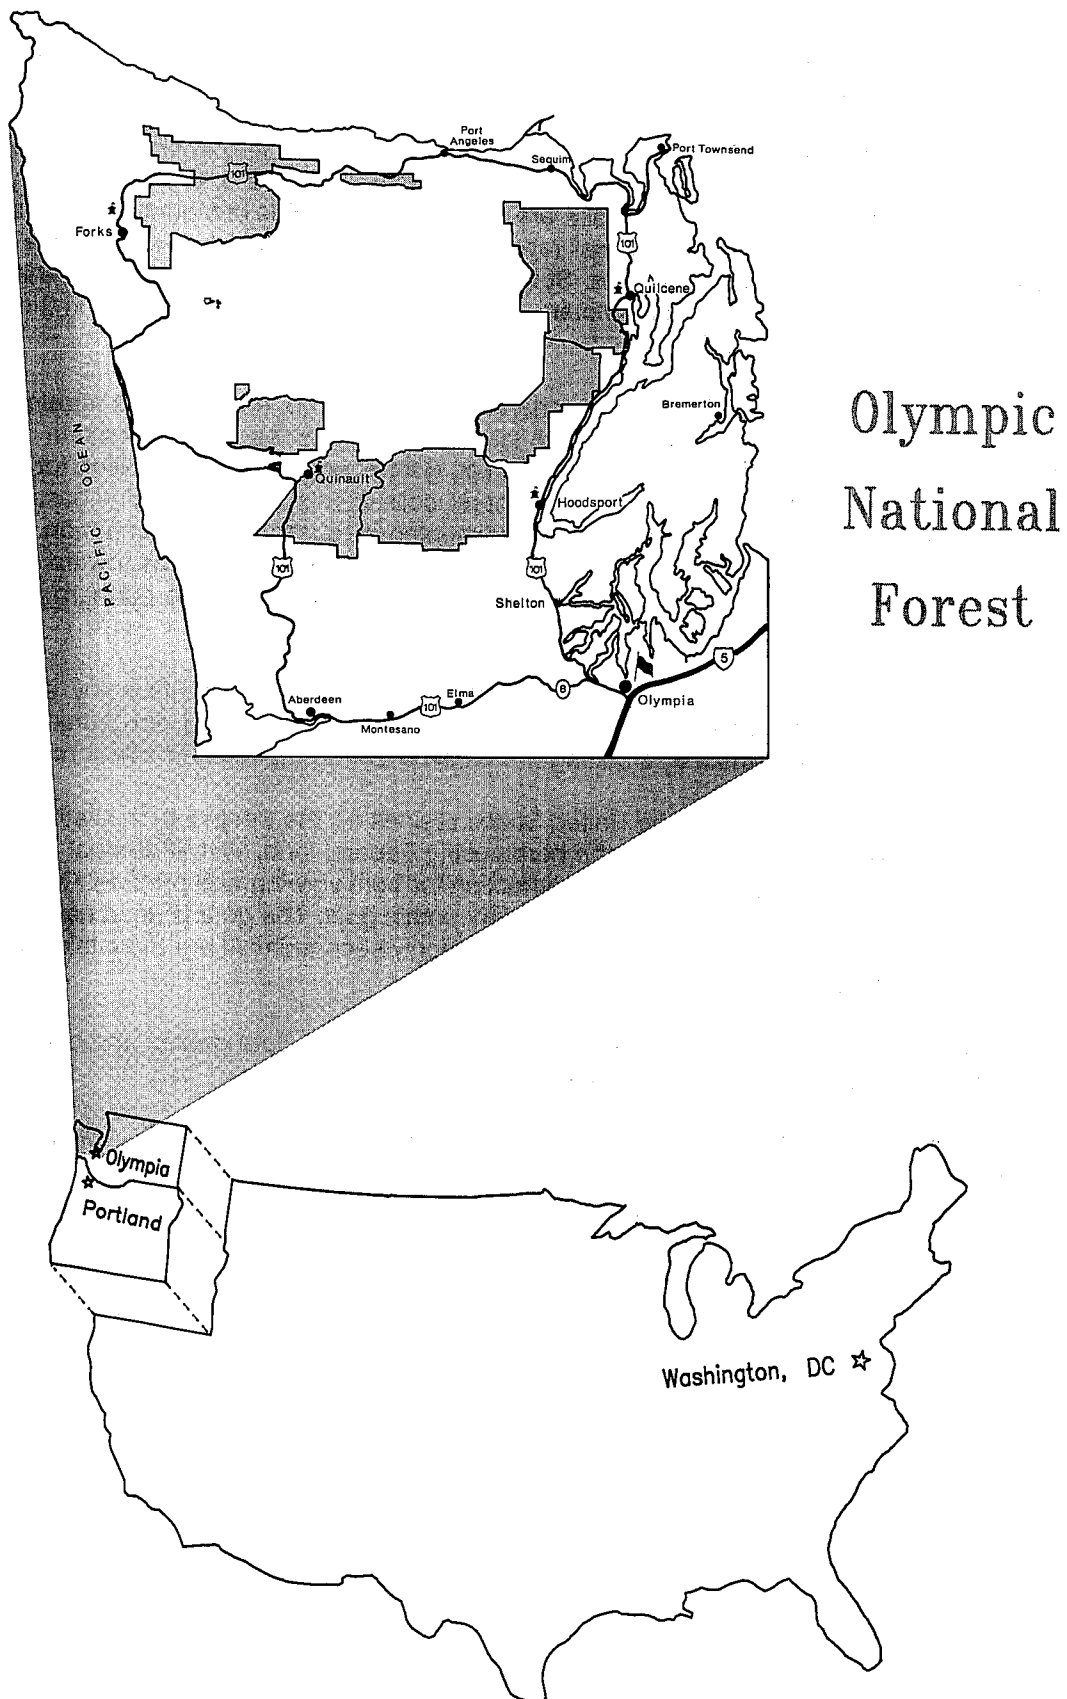 Port
Angeles
Port Townsend
Sequim
101
Forks
101
Quilcene
Olympic
National
Forest
Bremerton
PACIFIC OCEAN
Quinault
Hoodsport
101
101
Shelton
5
8
Olympia
Aberdeen
101
Elma
Montesano
Olympia
Portland
Washington, DC